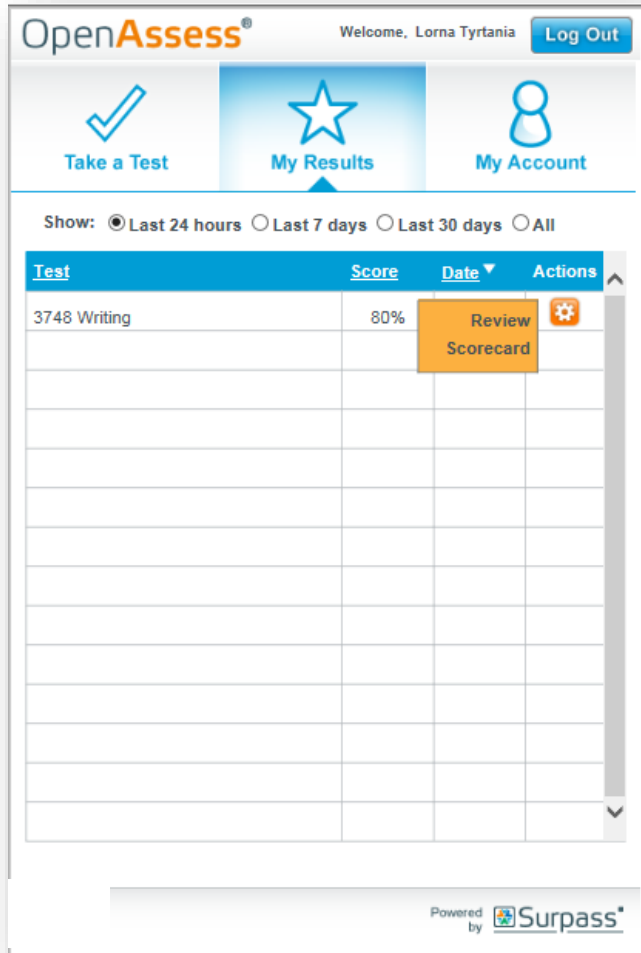 OpenAssess® Welcome, Lorna Tyrtania Log Out
Take a Test My Results My Account
Show: Last 24 hours Last 7 days Last 30 days All
Test Score Date Actions
3748 Writing 80% Review
Scorecard
Powered
by Surpass